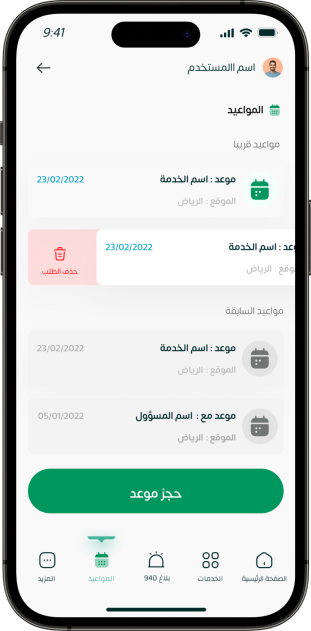 9:41
اسم االمستخدم
المواعيد
مواعيد قريبا
موعد : اسم الخدمة
23/02/2022
الموقع : الرياض
عد : اسم الخدمة
23/02/2022
وقع : الرياض
حذف الطلب
مواعيد السابقة
موعد : اسم الخدمة
23/02/2022
الموقع : الرياض
موعد مع : اسم المسؤول
05/01/2022
الموقع : الرياض
حجز موعد
الصفحة الرئيسية
الخدمات
بلاغ 940
المواعيد
المزيد